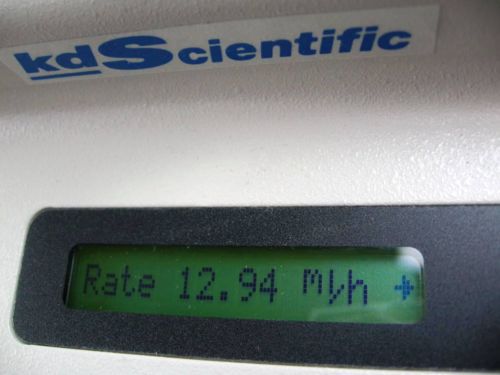 kdScientific
Rate 12.94 ml/h →